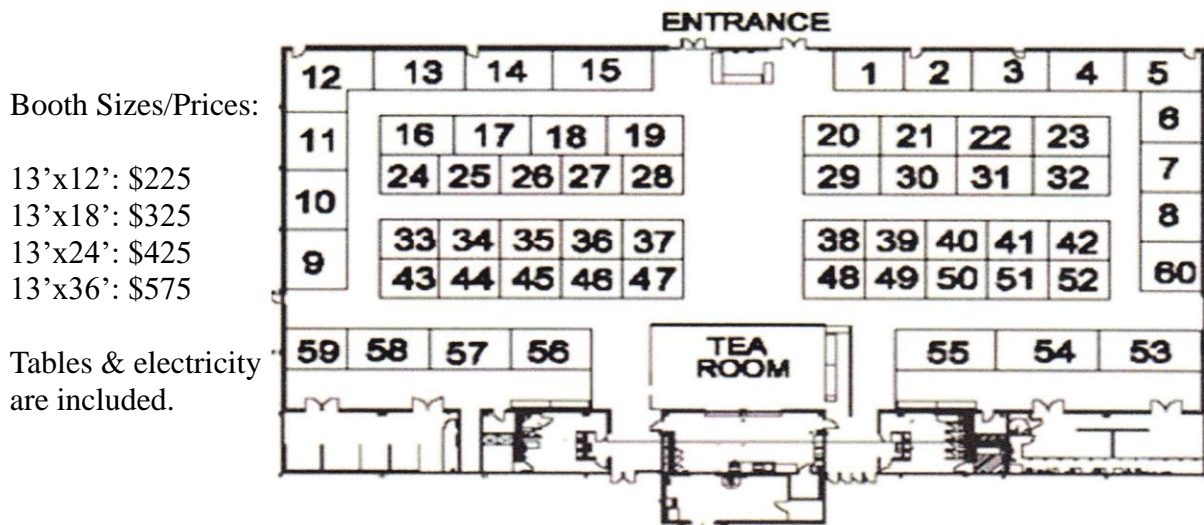 ENTRANCE
12 13 14 15 1 2 3 4 5
Booth Sizes/Prices:
6
11 16 17 18 19 20 21 22 23
13’x12’: $225
24 25 26 27 28 29 30 31 32 7
13’x18’: $325
10
8
13’x24’: $425
33 34 35 36 37 38 39 40 41 42
9
13’x36’: $575
43 44 45 46 47 48 49 50 51 52 60
Tables & electricity
are included.
59 58 57 56
TEA
ROOM
55 54 53